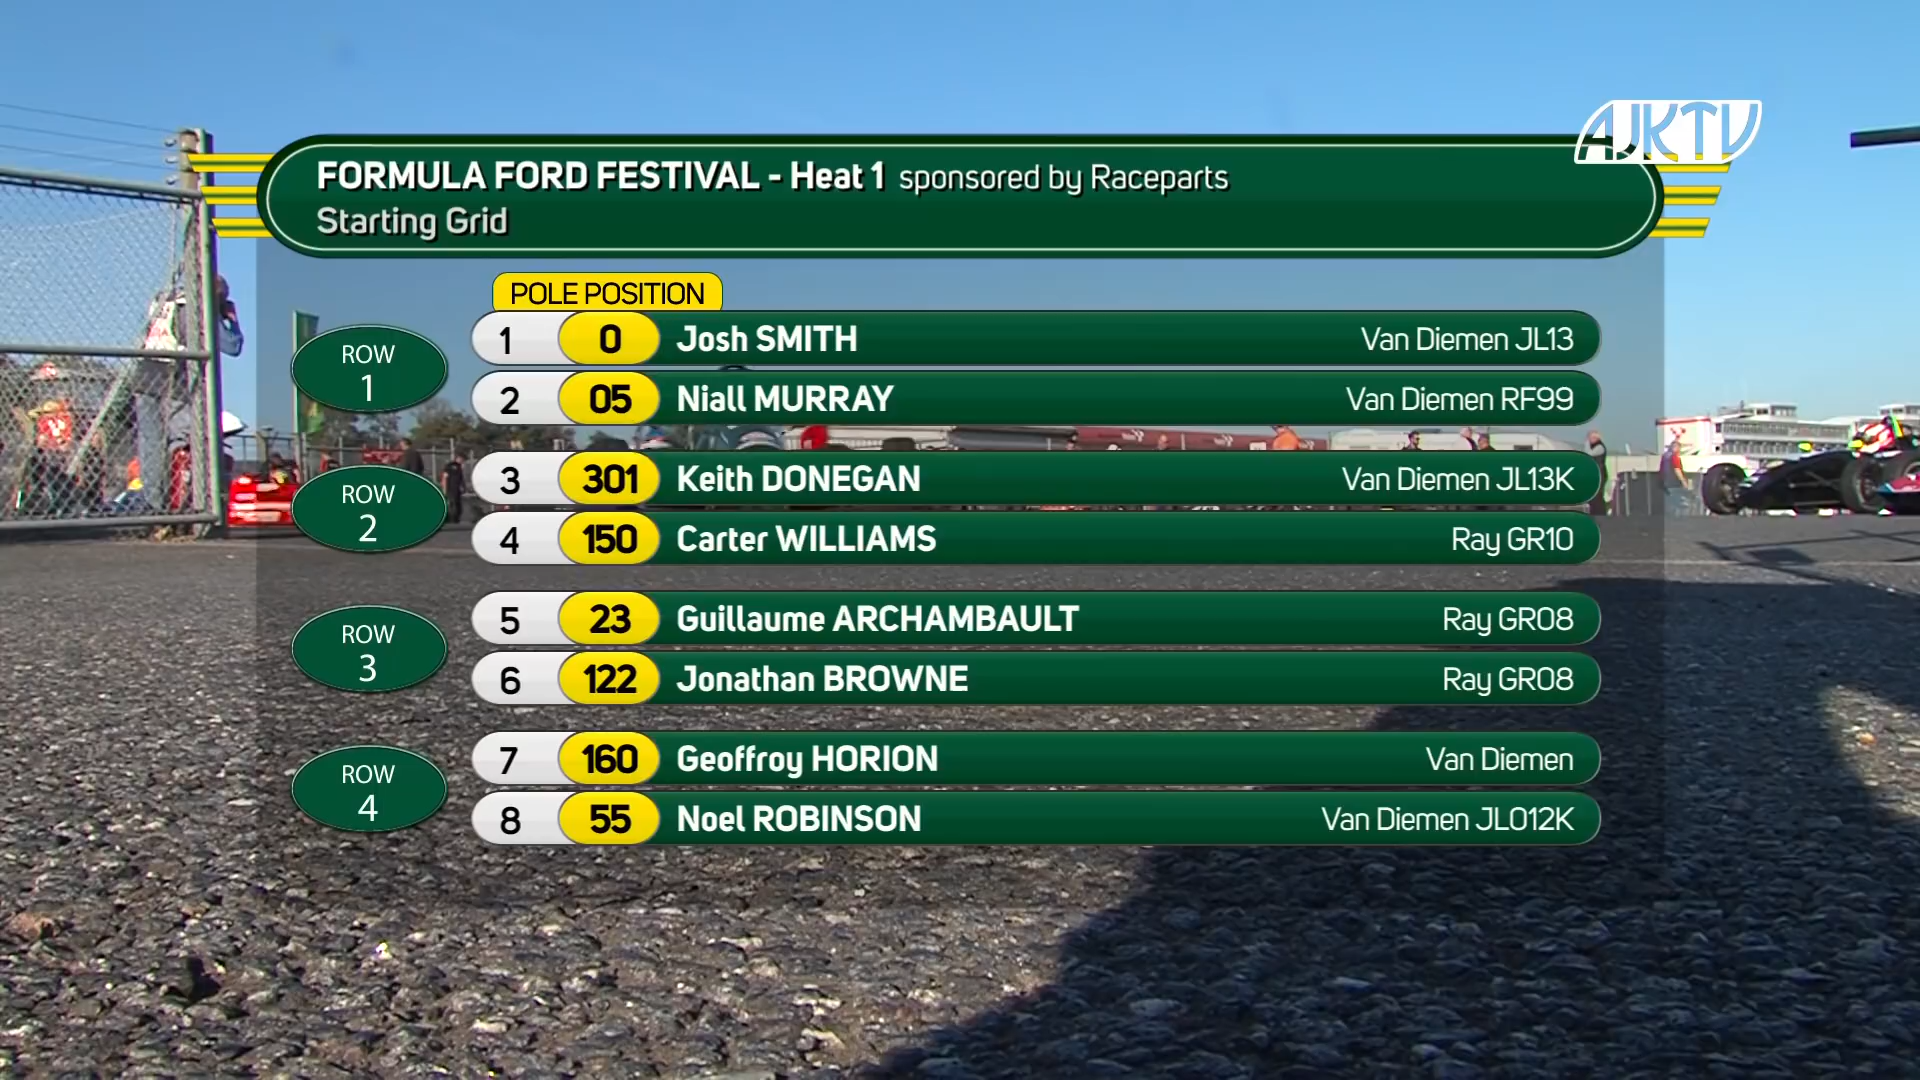 AJKTV
FORMULA FORD FESTIVAL - Heat 1 sponsored by Raceparts
Starting Grid
POLE POSITION
ROW 1
1 0 Josh SMITH Van Diemen JL13
2 05 Niall MURRAY Van Diemen RF99
ROW 2
3 301 Keith DONEGAN Van Diemen JL13K
4 150 Carter WILLIAMS Ray GR10
ROW 3
5 23 Guillaume ARCHAMBAULT Ray GR08
6 122 Jonathan BROWNE Ray GR08
ROW 4
7 160 Geoffroy HORION Van Diemen
8 55 Noel ROBINSON Van Diemen JL012K